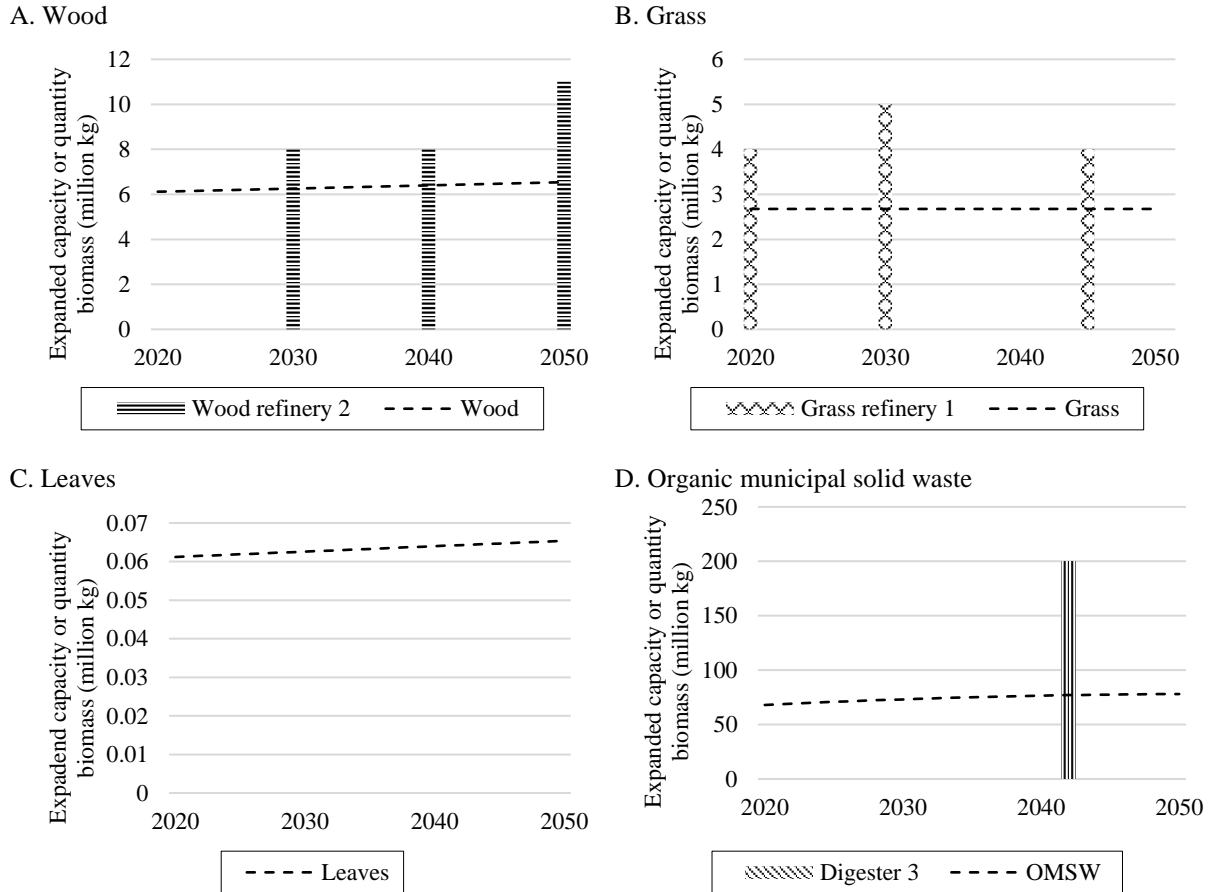 A. Wood
Expanded capacity or quantity
biomass (million kg)
12
10
8
6
4
2
0
2020 2030 2040 2050
Wood refinery 2 Wood
B. Grass
Expanded capacity or quantity
biomass (million kg)
6
5
4
3
2
1
0
2020 2030 2040 2050
Grass refinery 1 Grass
C. Leaves
Expadend capacity or quantity
biomass (million kg)
0.07
0.06
0.05
0.04
0.03
0.02
0.01
0
2020 2030 2040 2050
Leaves
D. Organic municipal solid waste
Expanded capacity or quantity
biomass (million kg)
250
200
150
100
50
0
2020 2030 2040 2050
Digester 3 OMSW